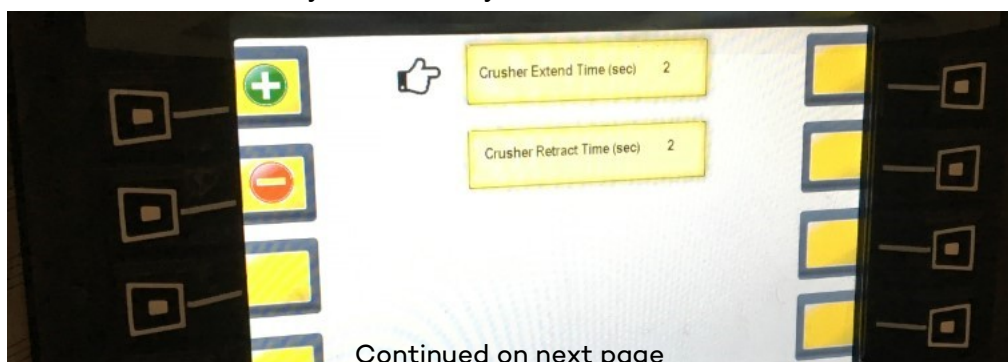 Crusher Extend Time (sec) 2
Crusher Retract Time (sec) 2
Continued on next page